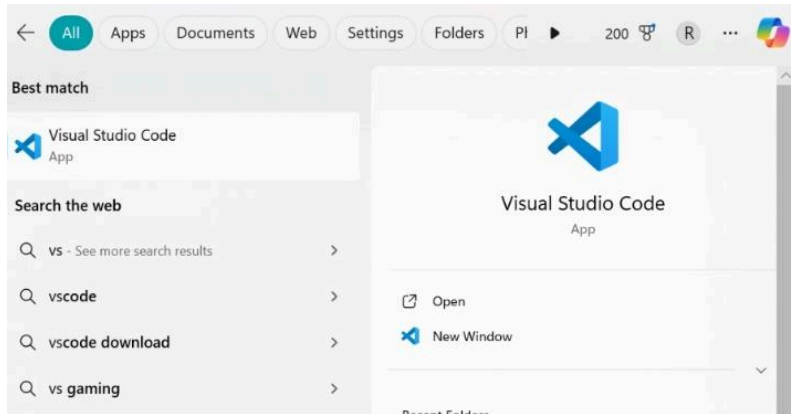 All Apps Documents Web Settings Folders 200 R ...
Best match
Visual Studio Code
App
Search the web
vs - See more search results
vscode
vscode download
vs gaming
Visual Studio Code
App
Open
New Window